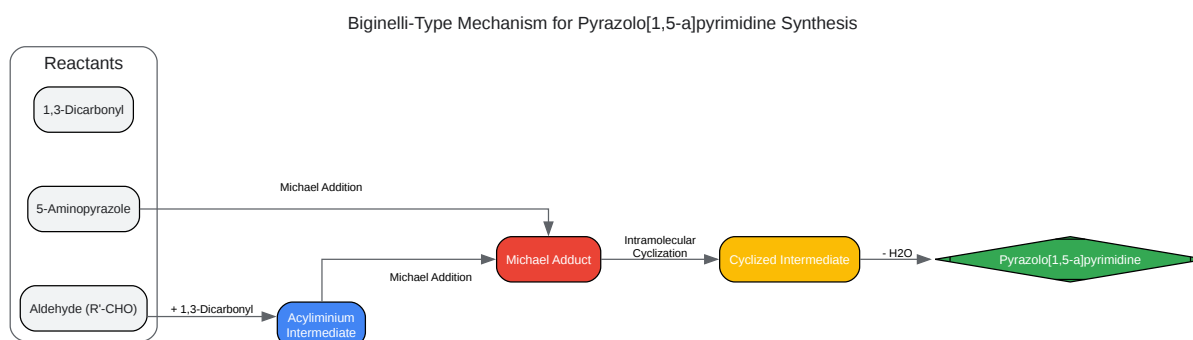 Biginelli-Type Mechanism for Pyrazolo[1,5-a]pyrimidine Synthesis
Reactants
1,3-Dicarbonyl
5-Aminopyrazole
Michael Addition
Aldehyde (R'-CHO)
+ 1,3-Dicarbonyl
Acyliminium
Intermediate
Michael Addition
Michael Adduct
Intramolecular
Cyclization
Cyclized Intermediate
- H2O
Pyrazolo[1,5-a]pyrimidine